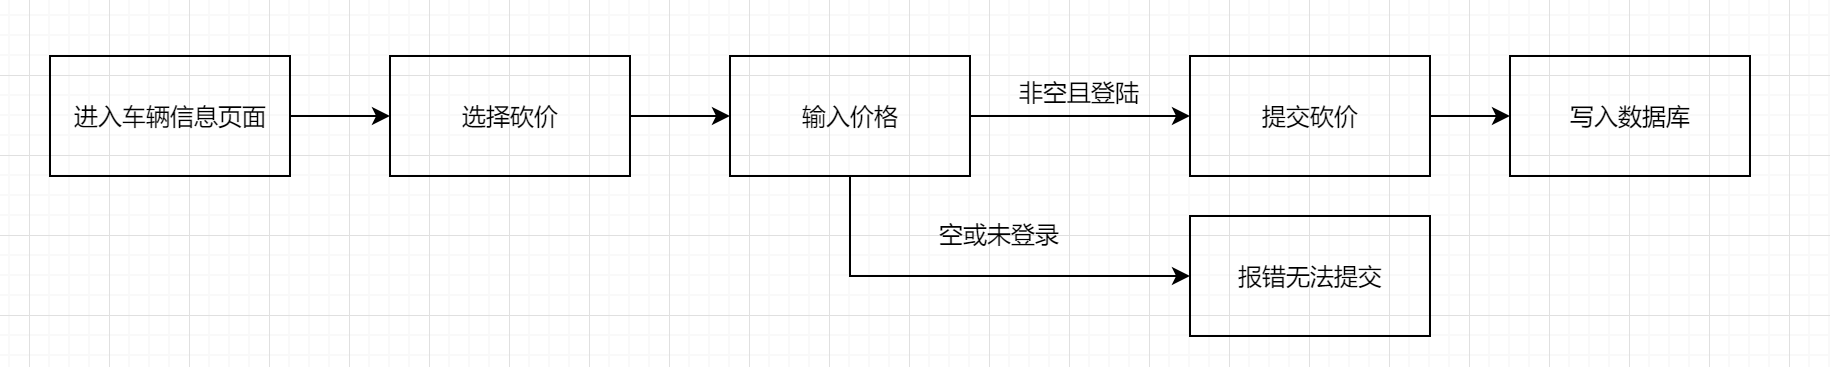 进入车辆信息页面
选择砍价
输入价格
非空且登陆
提交砍价
写入数据库
空或未登录
报错无法提交